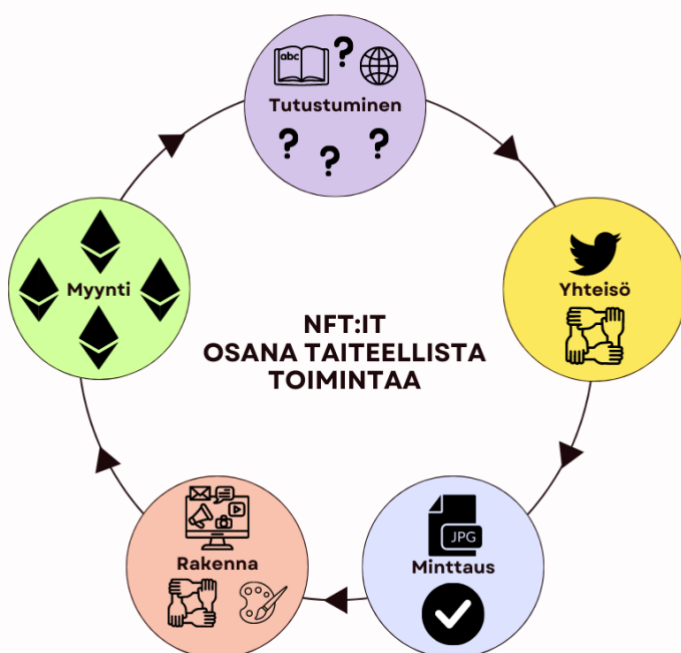 abc
?
Tutustuminen
? ? ?
Myynti
Yhteisö
NFT:IT
OSANA TAITEELLISTA
TOIMINTAA
Rakenna
JPG
Minttaus